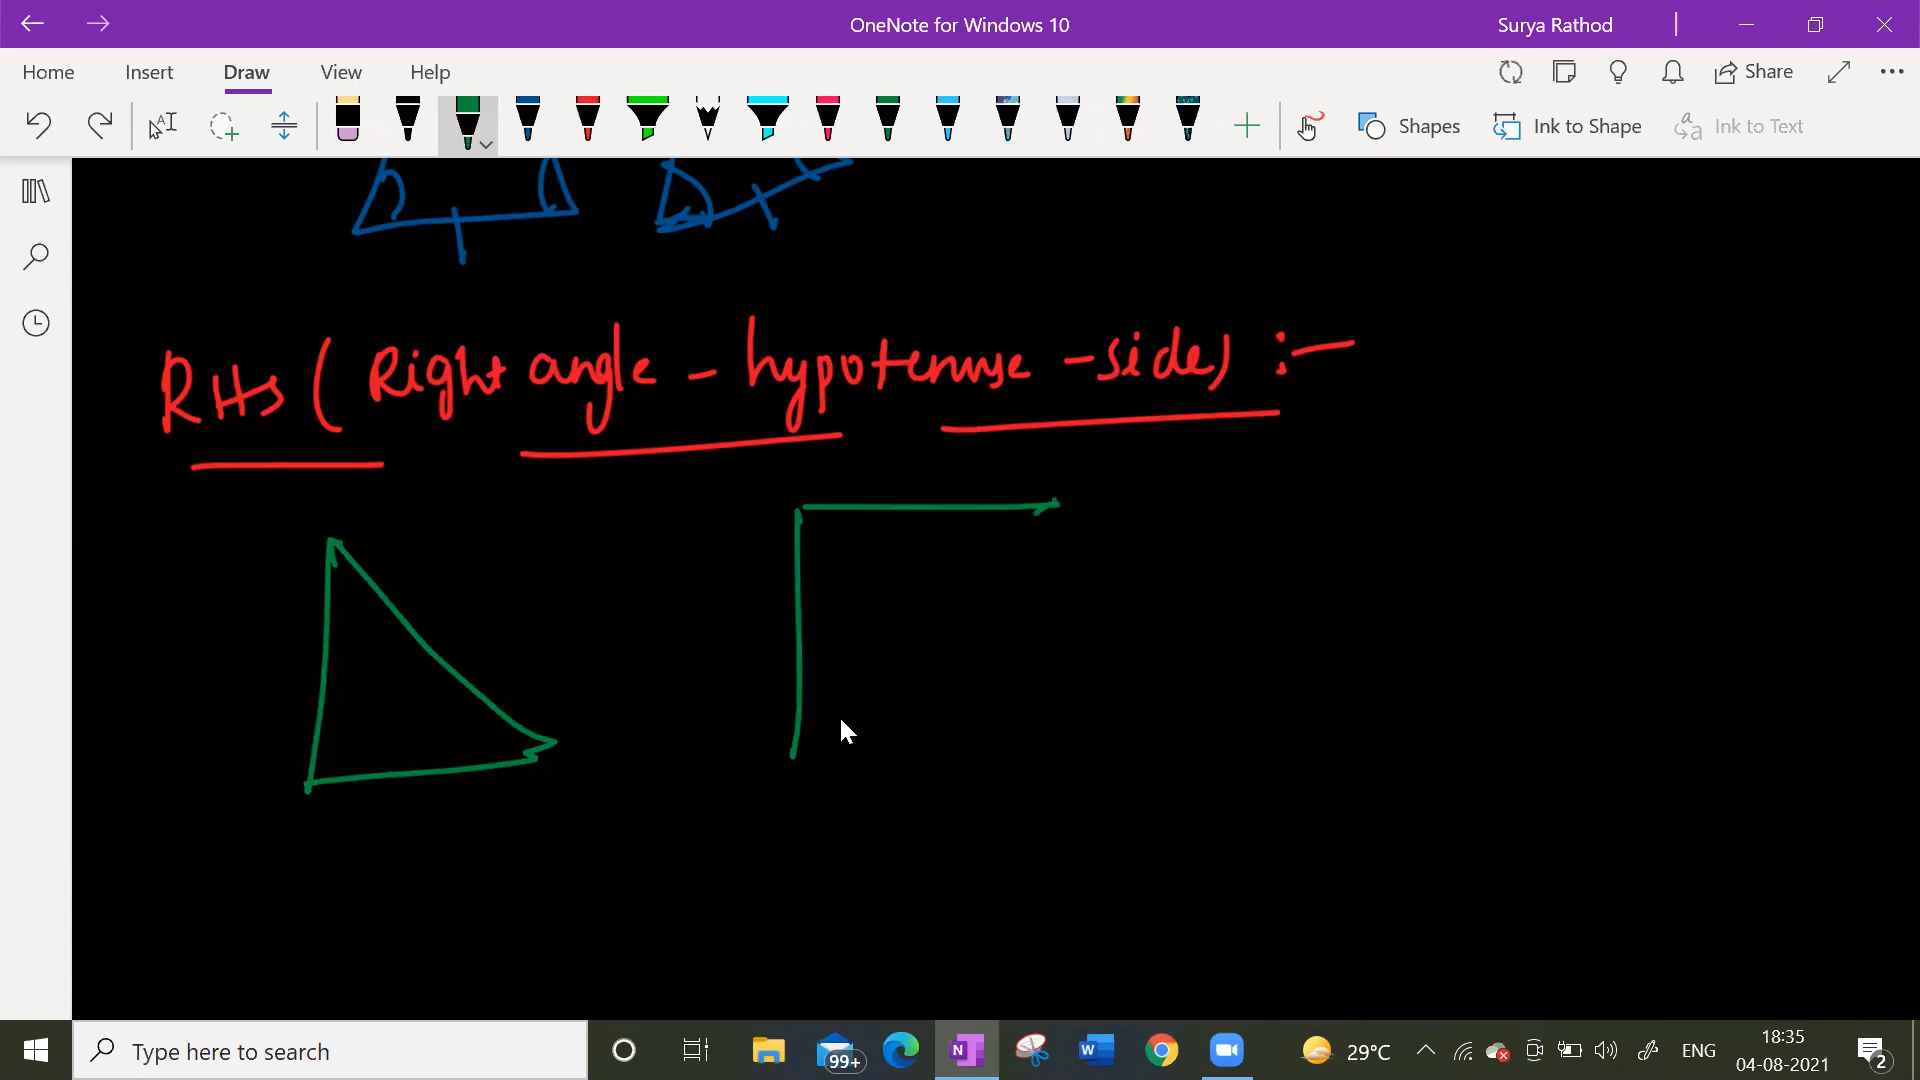 OneNote for Windows 10
Surya Rathod
Home Insert Draw View Help
Share
Shapes
Ink to Shape
Ink to Text
RHS ( Right angle - hypotenuse - side) :-
Type here to search
99+
N
W
29°C
ENG
18:35
04-08-2021
2